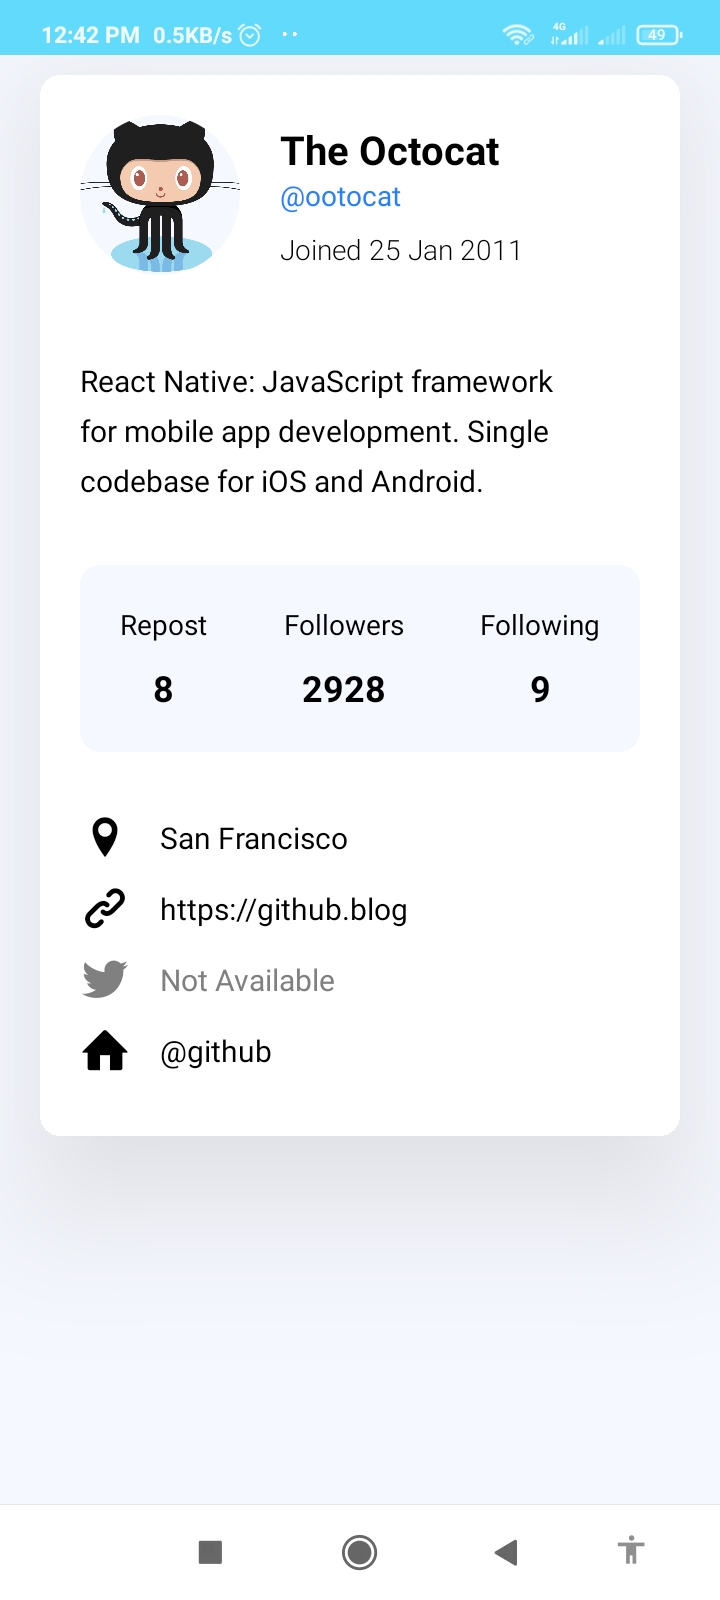 12:42 PM 0.5KB/s
4G
49
The Octocat
@ootocat
Joined 25 Jan 2011
React Native: JavaScript framework
for mobile app development. Single
codebase for iOS and Android.
Repost Followers Following
8 2928 9
San Francisco
https://github.blog
Not Available
@github